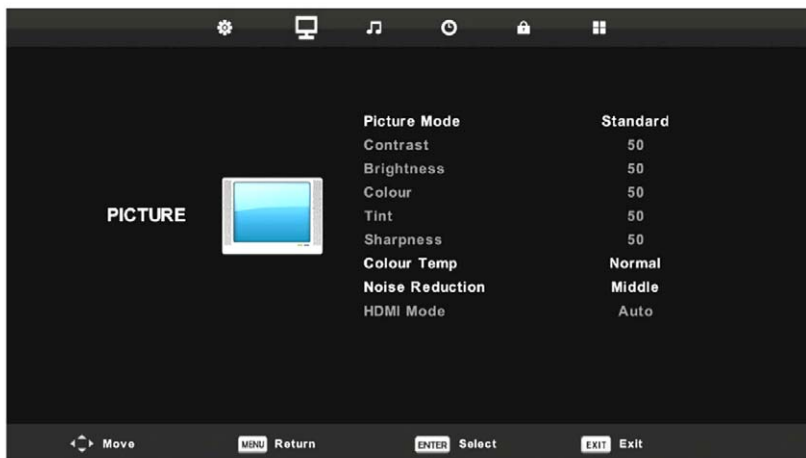 Picture Mode Standard
Contrast 50
Brightness 50
Colour 50
PICTURE
Tint 50
Sharpness 50
Colour Temp Normal
Noise Reduction Middle
HDMI Mode Auto
Move MENU Return ENTER Select EXIT Exit